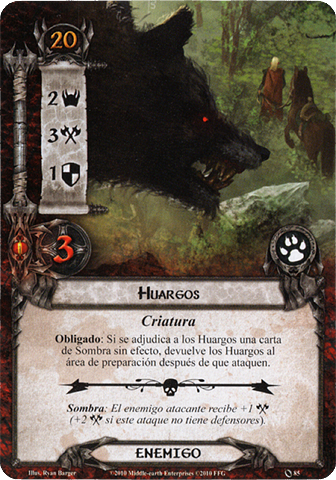 20
2
3
1
3
Huargos
Criatura
Obligado: Si se adjudica a los Huargos una carta
de Sombra sin efecto, devuelve los Huargos al
área de preparación después de que ataquen.
Sombra: El enemigo atacante recibe +1
(+2 si este ataque no tiene defensores).
ENEMIGO
Illus. Ryan Barger
©2010 Middle-earth Enterprises ©2010 FFG
85